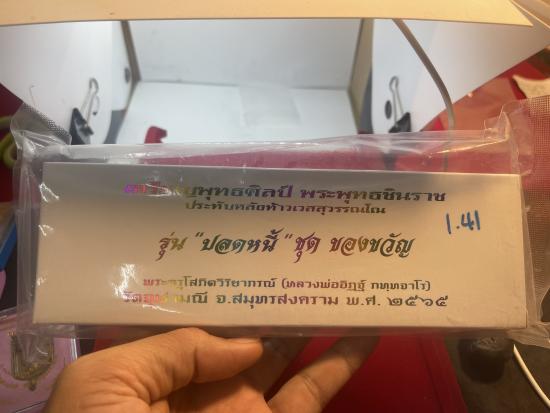 พุทธศิลป์ พระพุทธชินราช
ประทับหลังท้าวเวสสุวรรณโณ
รุ่น "ปลดหนี้" ชุด ของขวัญ
1.41
พระครูโสภิตวิริยาภรณ์ (หลวงพ่ออิฏฐ์ ภทฺทจาโร)
จ.สมุทรสงคราม พ.ศ. ๒๕๖๕